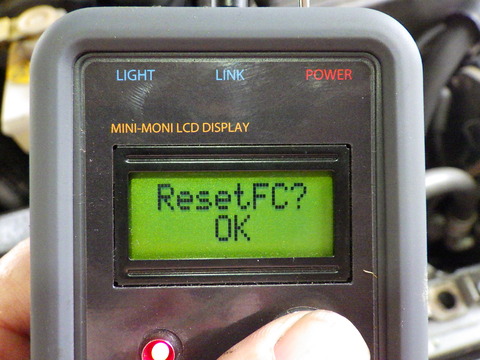 LIGHT LINK POWER
MINI-MONI LCD DISPLAY
ResetFC?
OK